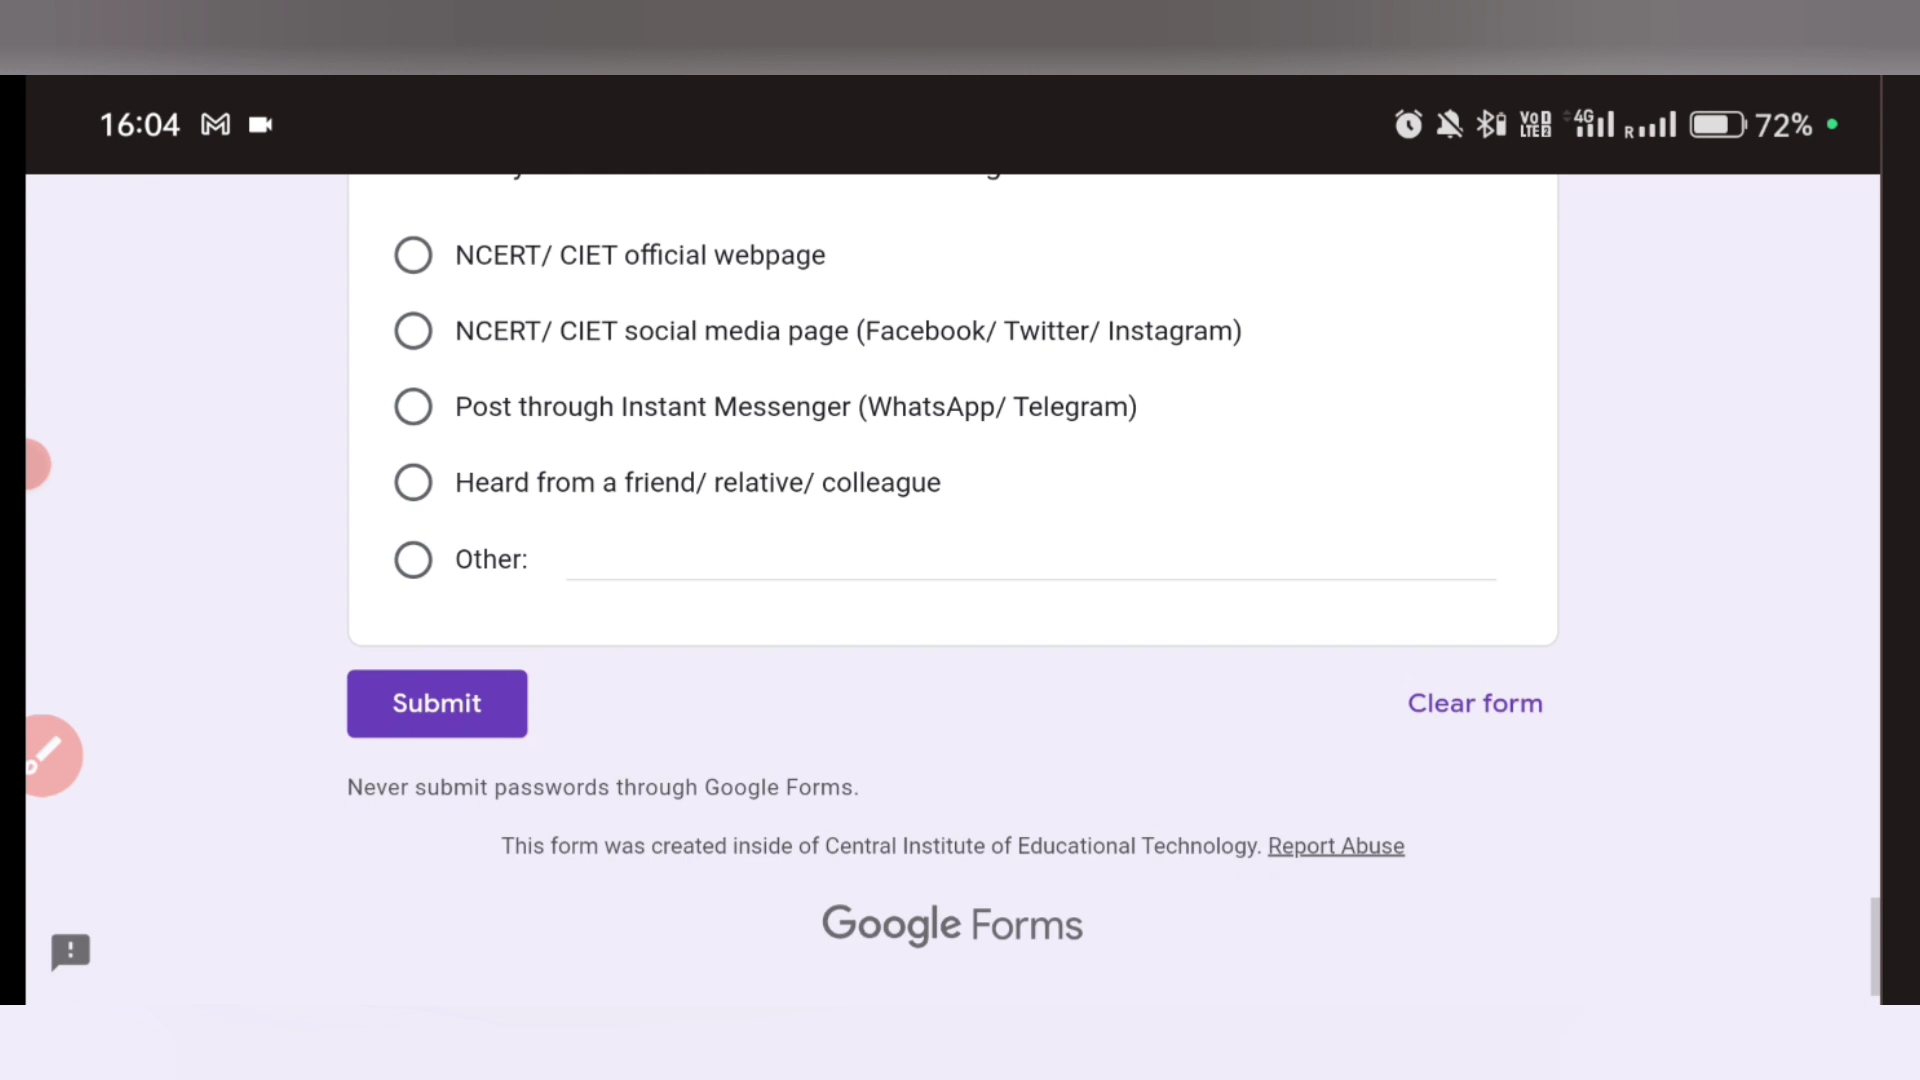 16:04
4G
R
72%
NCERT/ CIET official webpage
NCERT/ CIET social media page (Facebook/ Twitter/ Instagram)
Post through Instant Messenger (WhatsApp/ Telegram)
Heard from a friend/ relative/ colleague
Other:
Submit
Clear form
Never submit passwords through Google Forms.
This form was created inside of Central Institute of Educational Technology. Report Abuse
Google Forms